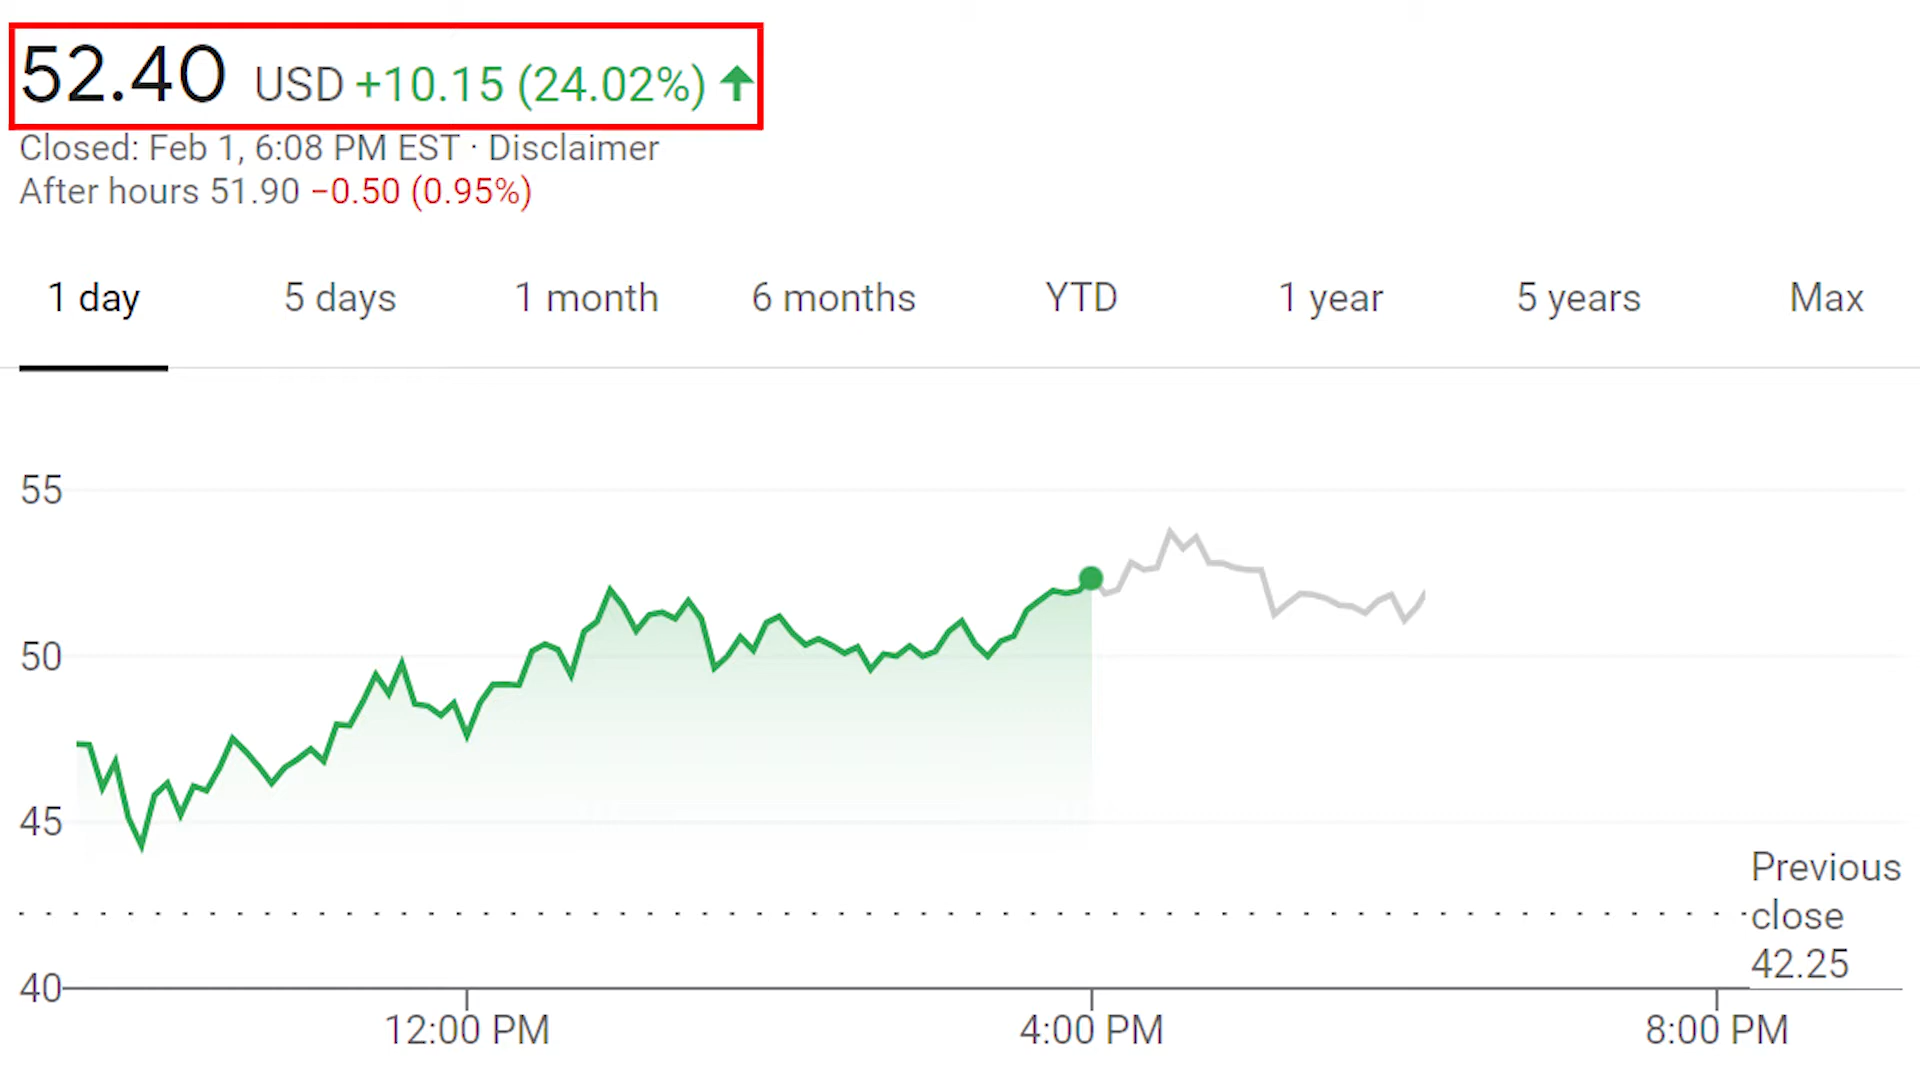 52.40 USD +10.15 (24.02%)
Closed: Feb 1, 6:08 PM EST · Disclaimer
After hours 51.90 −0.50 (0.95%)
1 day 5 days 1 month 6 months YTD 1 year 5 years Max
55
50
45
Previous
close
42.25
40
12:00 PM 4:00 PM 8:00 PM